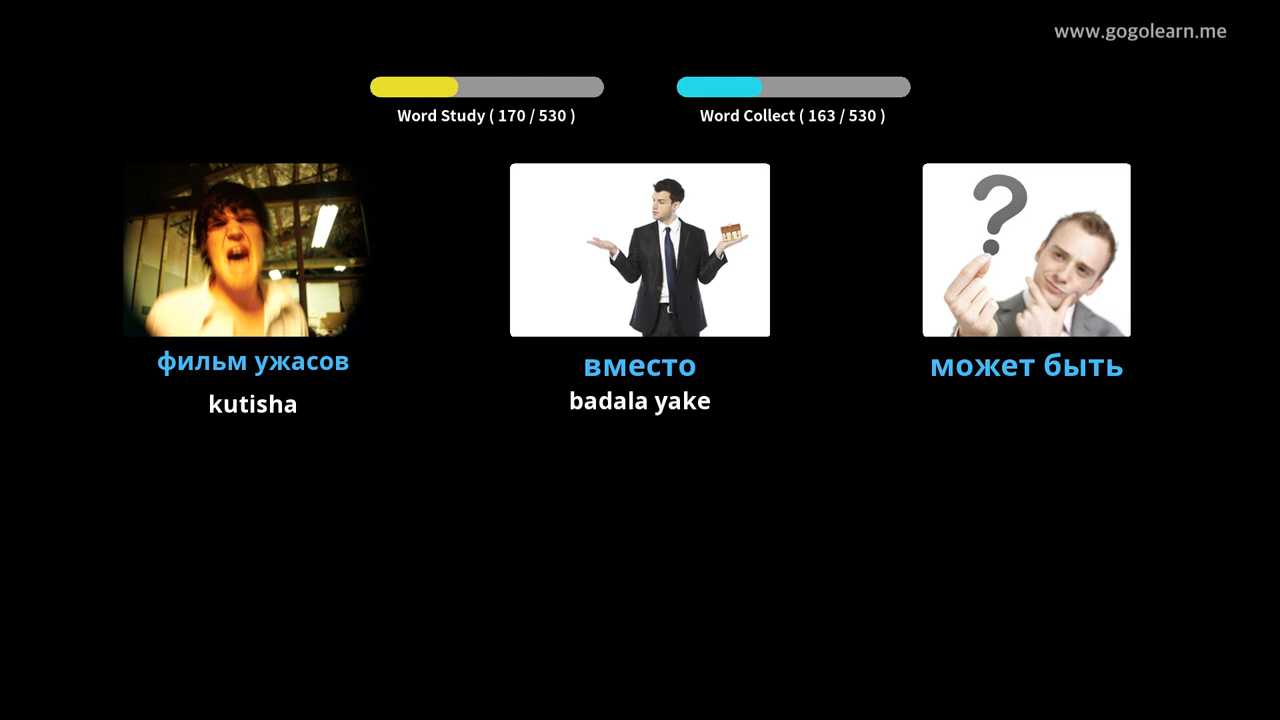 www.gogolearn.me
Word Study ( 170 / 530 )
Word Collect ( 163 / 530 )
фильм ужасов
kutisha
вместо
badala yake
может быть